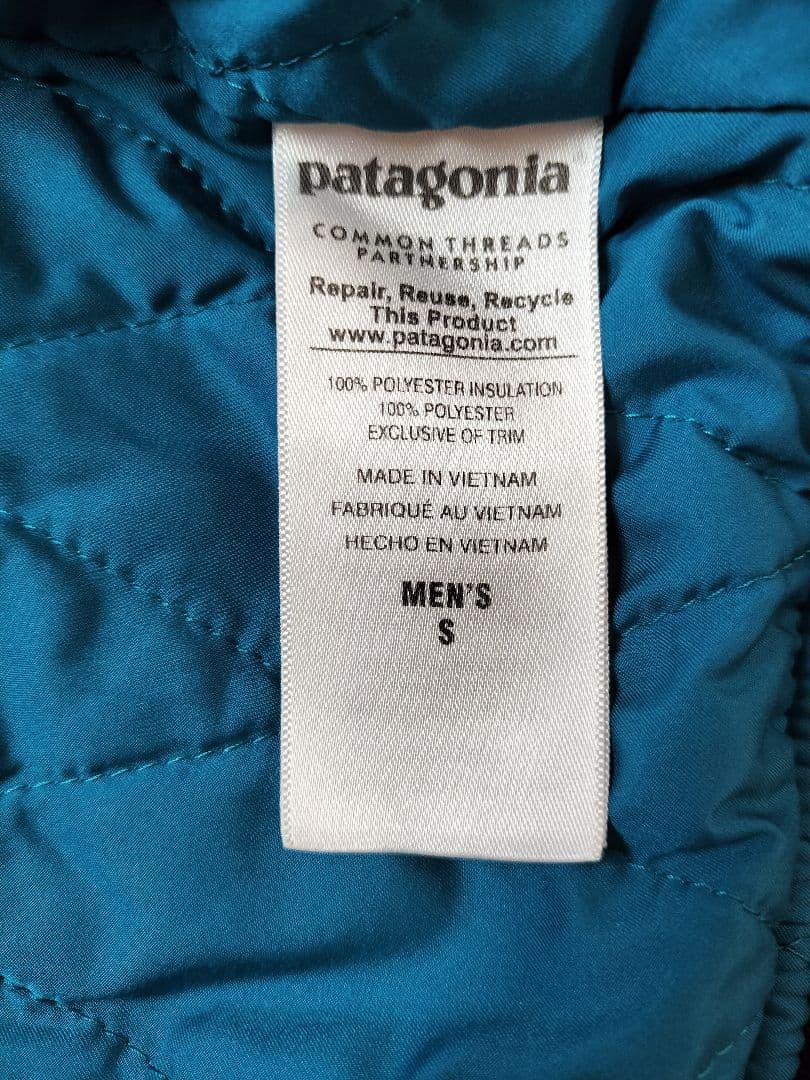 patagonia
COMMON THREADS
PARTNERSHIP
Repair, Reuse, Recycle
This Product
www.patagonia.com
100% POLYESTER INSULATION
100% POLYESTER
EXCLUSIVE OF TRIM
MADE IN VIETNAM
FABRIQUÉ AU VIETNAM
HECHO EN VIETNAM
MEN'S
S